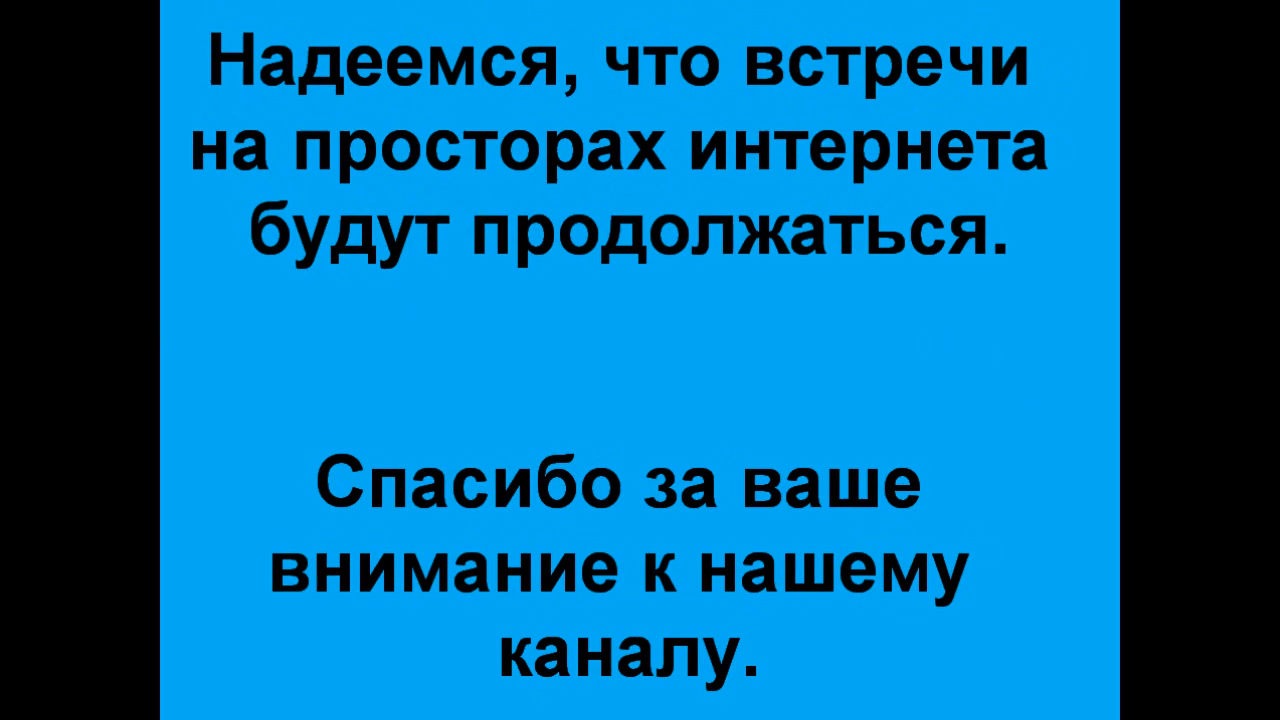 Надеемся, что встречи
на просторах интернета
будут продолжаться.
Спасибо за ваше
внимание к нашему
каналу.